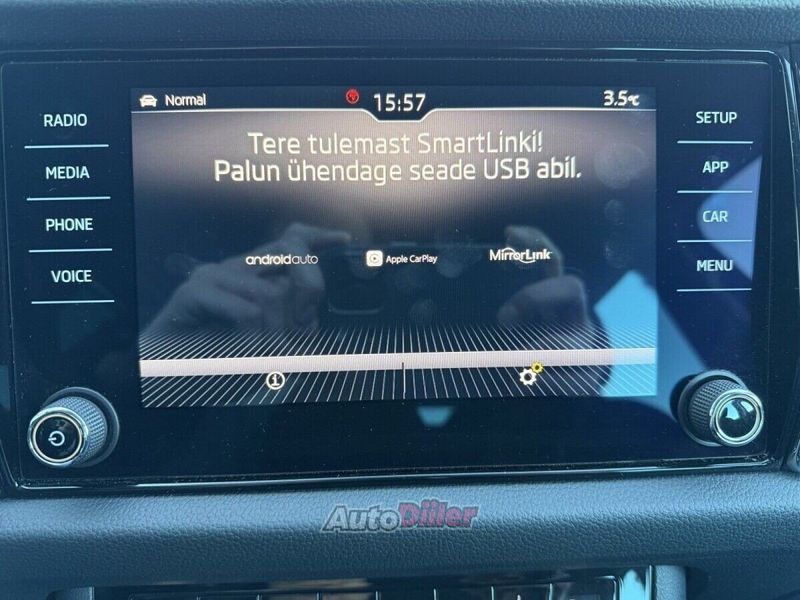 RADIO
MEDIA
PHONE
VOICE
Normal
15:57
3,5°C
Tere tulemast SmartLinki!
Palun ühendage seade USB abil.
androidauto
Apple CarPlay
MirrorLink
SETUP
APP
CAR
MENU
AutoDiiler